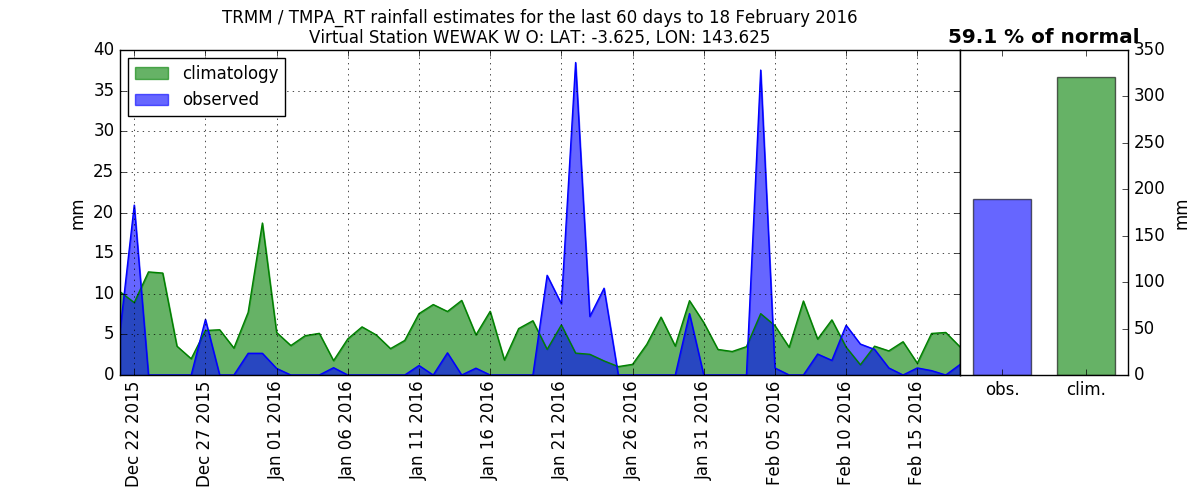 TRMM / TMPA_RT rainfall estimates for the last 60 days to 18 February 2016
Virtual Station WEWAK W O: LAT: -3.625, LON: 143.625
59.1 % of normal
climatology
observed
40
35
30
25
20
15
10
5
0
mm
Dec 22 2015
Dec 27 2015
Jan 01 2016
Jan 06 2016
Jan 11 2016
Jan 16 2016
Jan 21 2016
Jan 26 2016
Jan 31 2016
Feb 05 2016
Feb 10 2016
Feb 15 2016
obs.
clim.
350
300
250
200
150
100
50
0
mm